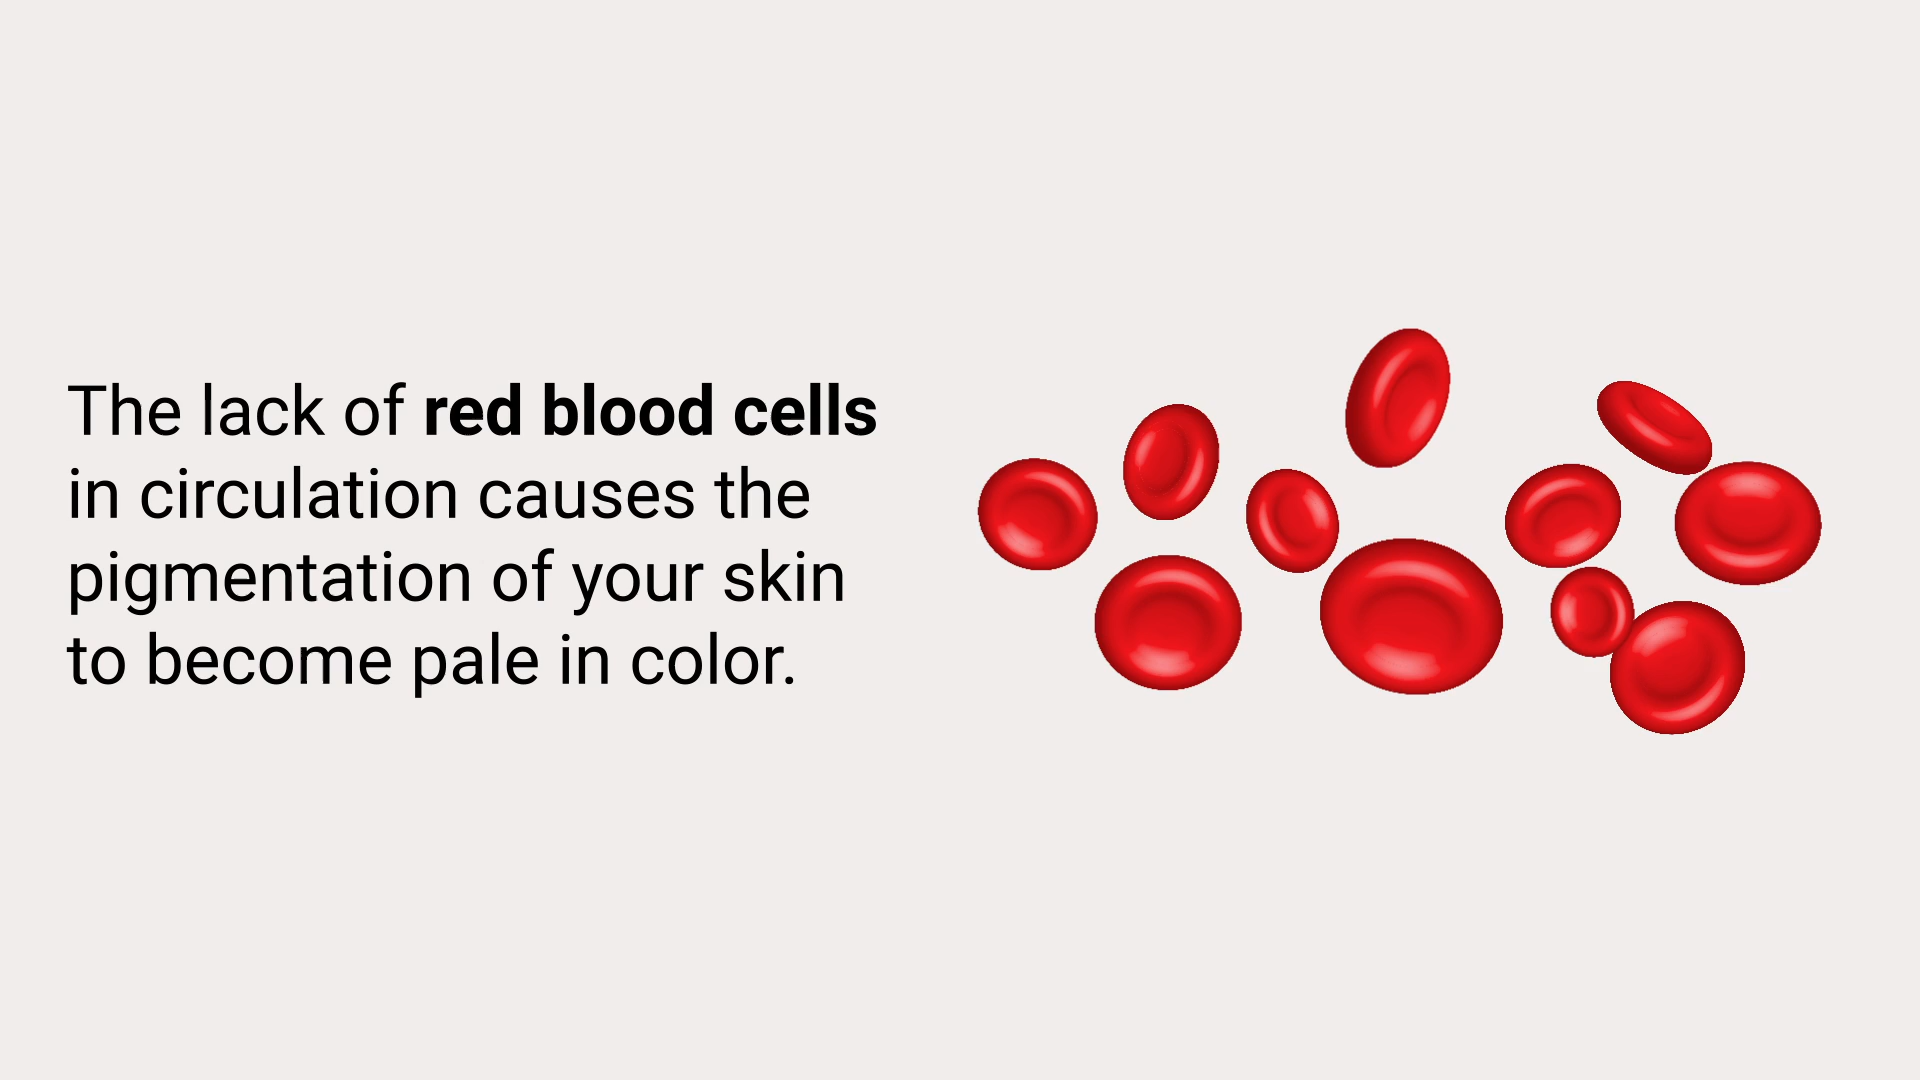 The lack of red blood cells
in circulation causes the
pigmentation of your skin
to become pale in color.